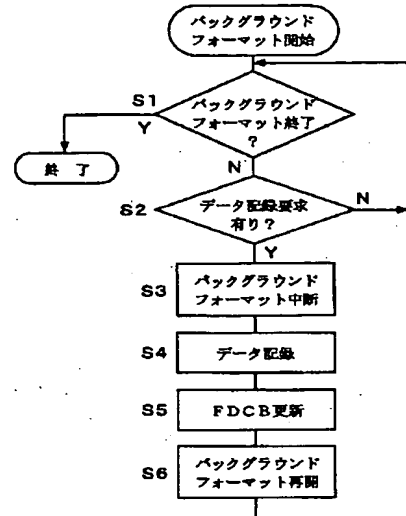 バックグラウンド
フォーマット開始
S1
バックグラウンド
フォーマット終了
?
Y
終 了
N
S2
データ記録要求
有り?
N
Y
S3
バックグラウンド
フォーマット中断
S4
データ記録
S5
FDCB更新
S6
バックグラウンド
フォーマット再開